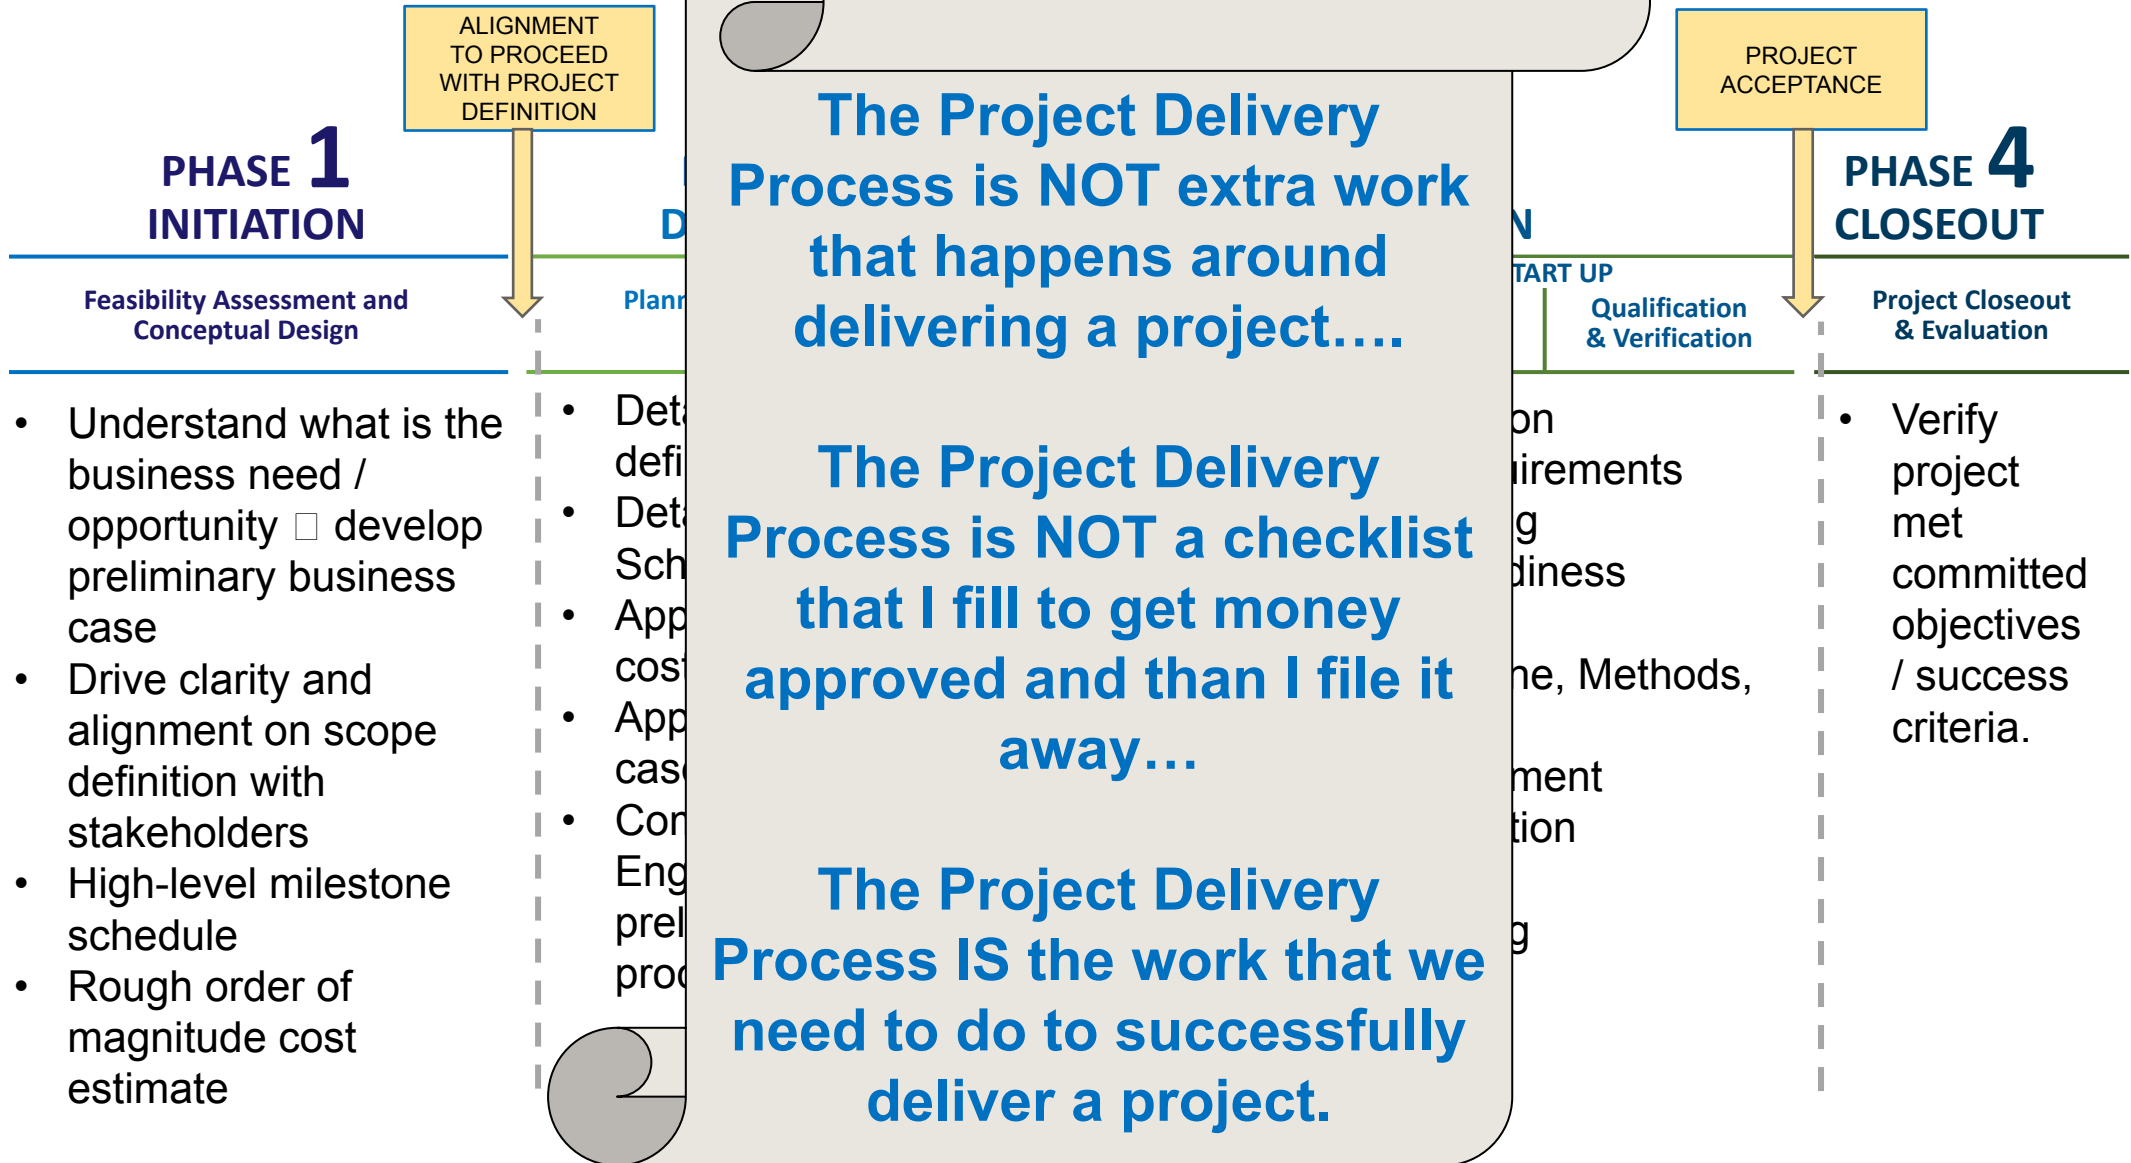 ALIGNMENT
TO PROCEED
WITH PROJECT
DEFINITION
PROJECT
ACCEPTANCE
PHASE 1
INITIATION
PHASE 4
CLOSEOUT
Feasibility Assessment and
Conceptual Design
Qualification
& Verification
Project Closeout
& Evaluation
• Understand what is the
business need /
opportunity □ develop
preliminary business
case
• Drive clarity and
alignment on scope
definition with
stakeholders
• High-level milestone
schedule
• Rough order of
magnitude cost
estimate
The Project Delivery
Process is NOT extra work
that happens around
delivering a project….
The Project Delivery
Process is NOT a checklist
that I fill to get money
approved and than I file it
away…
The Project Delivery
Process IS the work that we
need to do to successfully
deliver a project.
UP
Methods,
• Verify
project
met
committed
objectives
/ success
criteria.